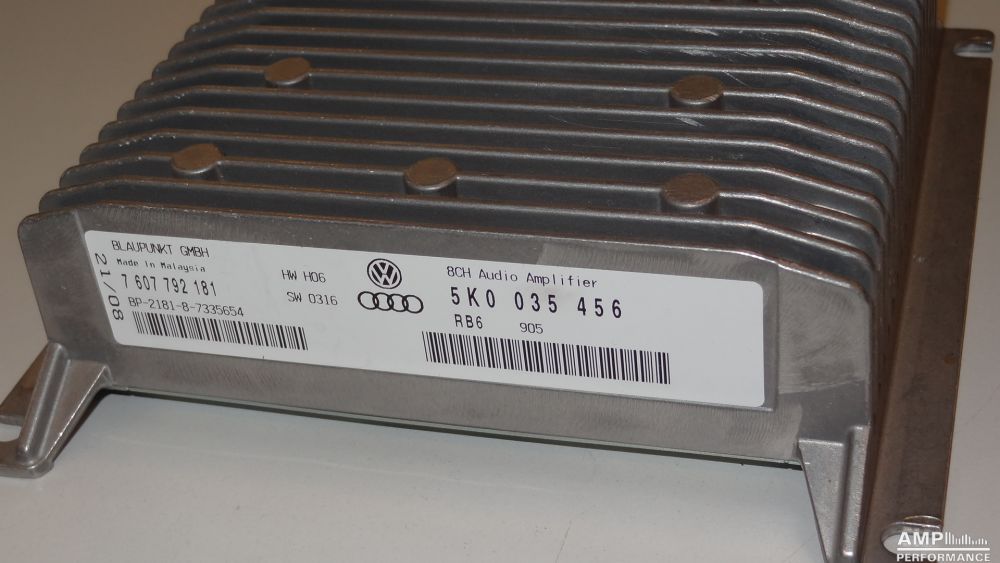 BLAUPUNKT GMBH
Made in Malaysia
7 607 792 181
BP-2181-8-7335654
21/08
HW H06
SW 0316
8CH Audio Amplifier
5K0 035 456
RB6 905
AMP
PERFORMANCE